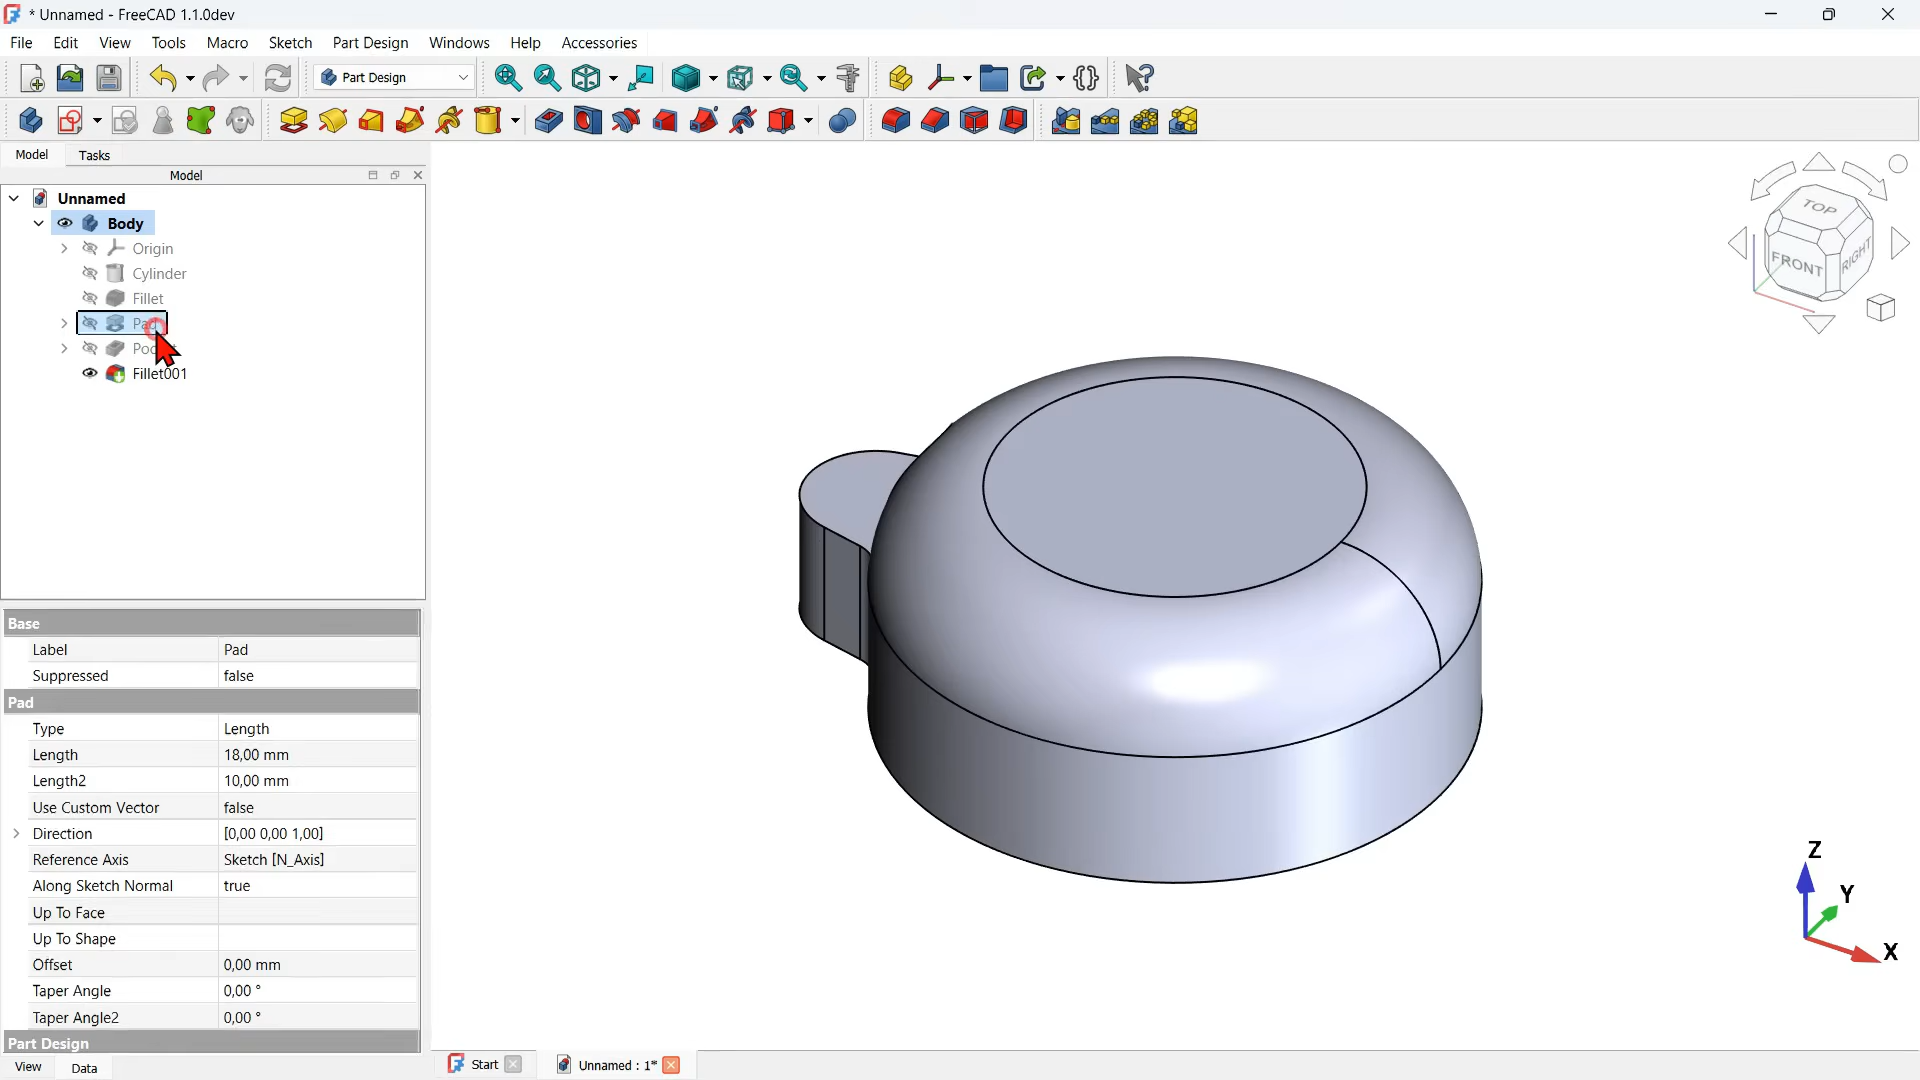 * Unnamed - FreeCAD 1.1.0dev
File Edit View Tools Macro Sketch Part Design Windows Help Accessories
Part Design
Model Tasks
Model
Unnamed
Body
Origin
Cylinder
Fillet
Pad
Fillet001
Base
Label Pad
Suppressed false
Pad
Type Length
Length 18,00 mm
Length2 10,00 mm
Use Custom Vector false
Direction [0,00 0,00 1,00]
Reference Axis Sketch [N_Axis]
Along Sketch Normal true
Up To Face
Up To Shape
Offset 0,00 mm
Taper Angle 0,00 °
Taper Angle2 0,00 °
Part Design
View Data
Start
Unnamed : 1*
TOP
FRONT
RIGHT
Z
Y
X